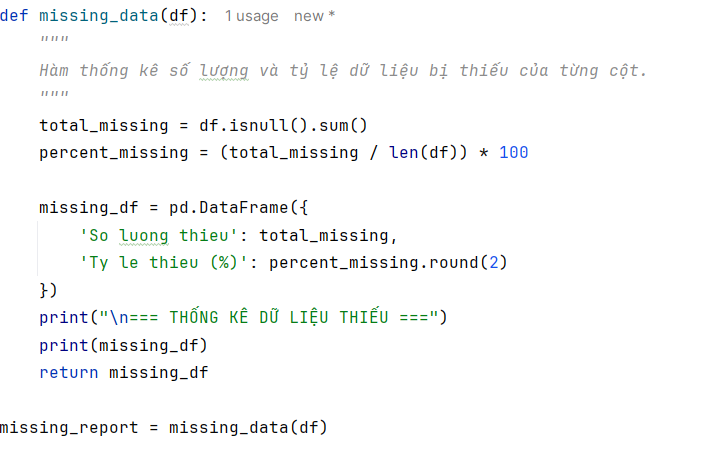 def missing_data(df): 1 usage new *
    """
    Hàm thống kê số lượng và tỷ lệ dữ liệu bị thiếu của từng cột.
    """
    total_missing = df.isnull().sum()
    percent_missing = (total_missing / len(df)) * 100

    missing_df = pd.DataFrame({
        'So luong thieu': total_missing,
        'Ty le thieu (%)': percent_missing.round(2)
    })
    print("\n=== THỐNG KÊ DỮ LIỆU THIẾU ===")
    print(missing_df)
    return missing_df

missing_report = missing_data(df)